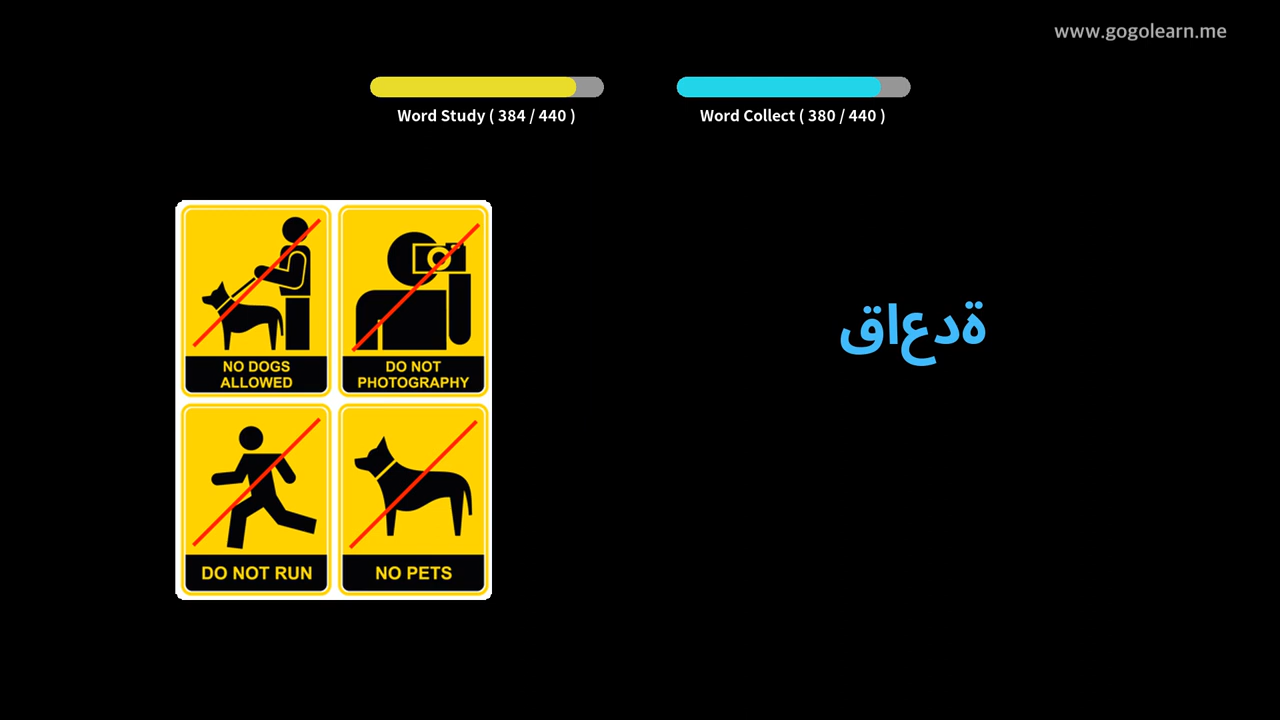 www.gogolearn.me
Word Study ( 384 / 440 )
Word Collect ( 380 / 440 )
NO DOGS
ALLOWED
DO NOT
PHOTOGRAPHY
DO NOT RUN
NO PETS
قاعدة